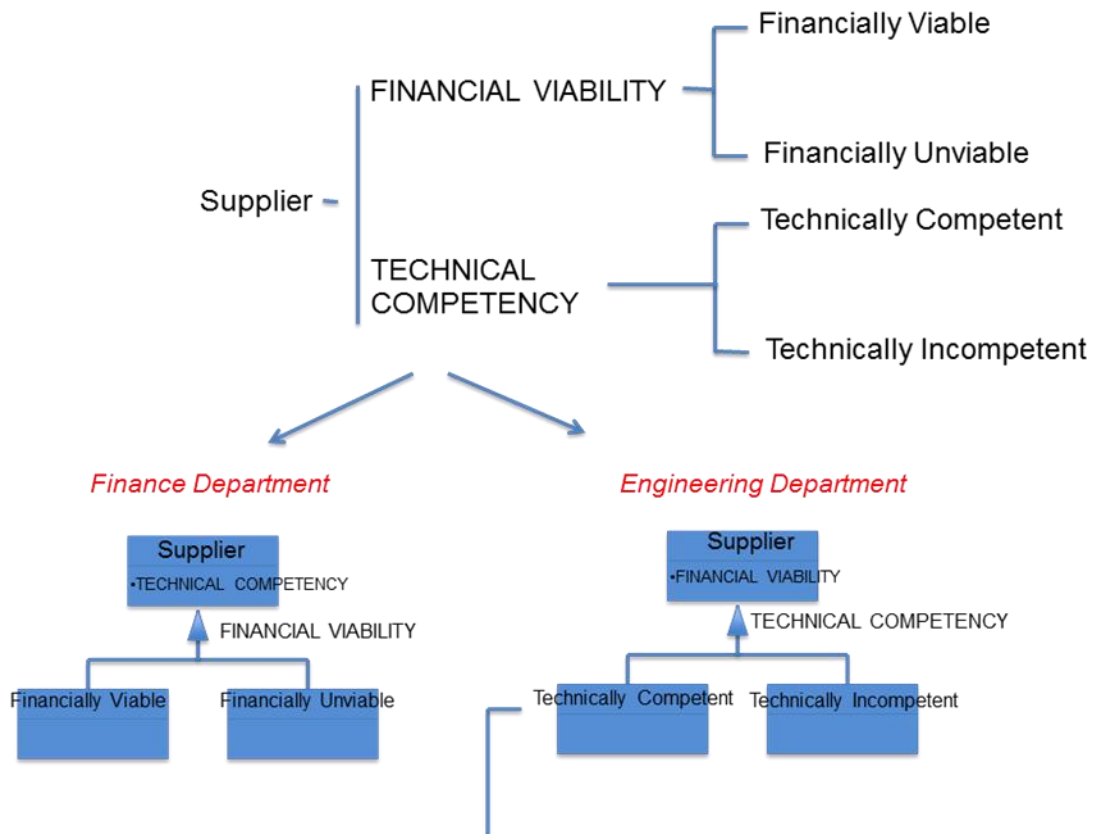 Financially Viable
FINANCIAL VIABILITY
Financially Unviable
Supplier
Technically Competent
TECHNICAL
COMPETENCY
Technically Incompetent
Finance Department
Supplier
•TECHNICAL COMPETENCY
FINANCIAL VIABILITY
Financially Viable
Financially Unviable
Engineering Department
Supplier
•FINANCIAL VIABILITY
TECHNICAL COMPETENCY
Technically Competent
Technically Incompetent